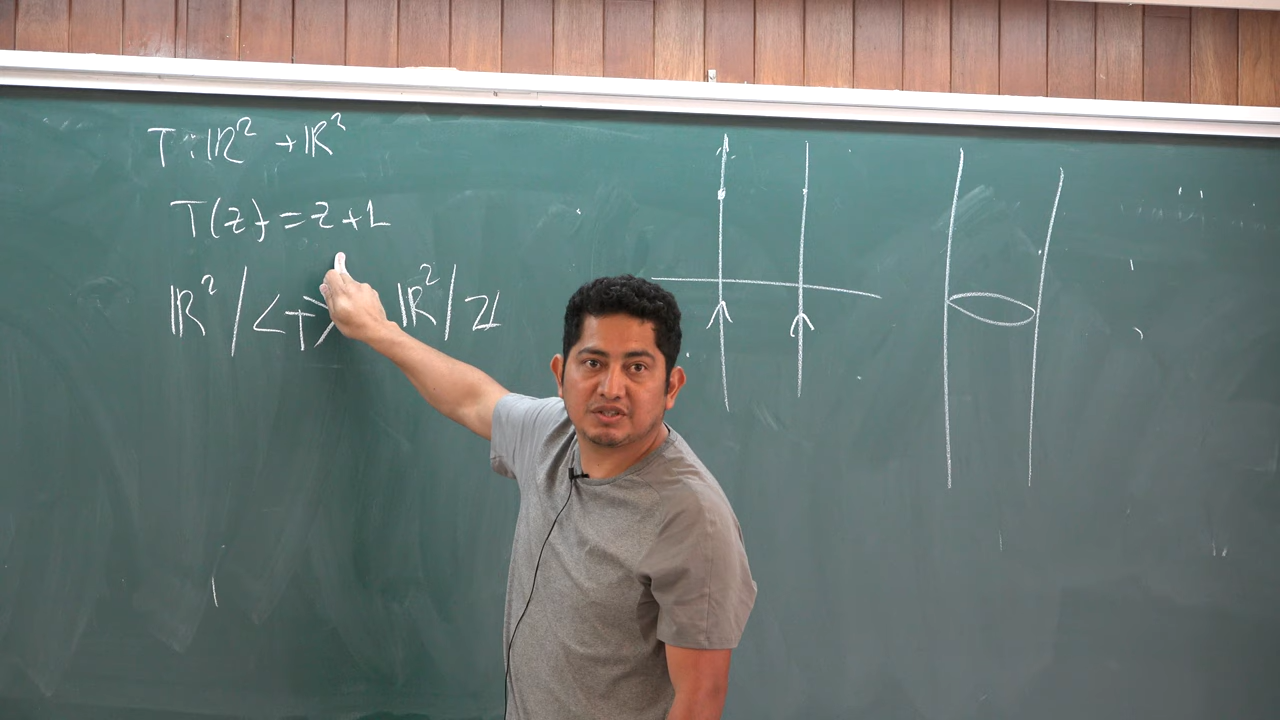 T : ℝ² → ℝ²
T(z) = z + 1
ℝ² / <T> ℝ² / ℤ